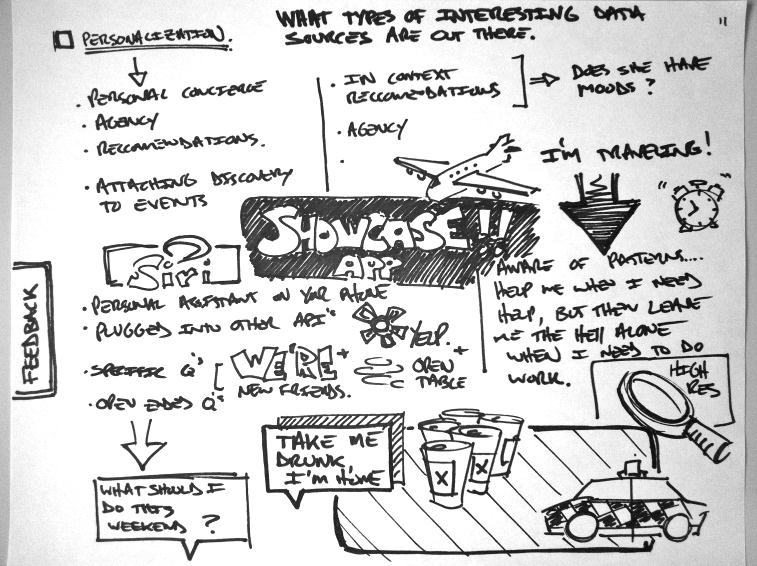 WHAT TYPES OF INTERESTING DATA
SOURCES ARE OUT THERE.
11
PERSONALIZATION.
• PERSONAL CONCIERGE
• AGENCY
• RECOMENDATIONS.
• ATTACHING DISCOVERY
TO EVENTS
• IN CONTEXT
RECCOMENDATIONS
• AGENCY
•
DOES SHE HAVE
MOODS?
I'M TRAVELING!
SHOWCASE!!
APP
Siri
• PERSONAL ASSISTANT ON YOUR PHONE
• PLUGGED INTO OTHER API'S
• SPECIFIC Q'S
• OPEN ENDED Q'S
NEW FRIENDS.
YELP.
+
+
OPEN
TABLE
AWARE OF PATTERNS....
HELP ME WHEN I NEED
HELP, BUT THEN LEAVE
ME THE HELL ALONE
WHEN I NEED TO DO
WORK.
FEEDBACK
HIGH
RES
TAKE ME
DRUNK,
I'M HOME
X
X
WHAT SHOULD I
DO THIS
WEEKEND?